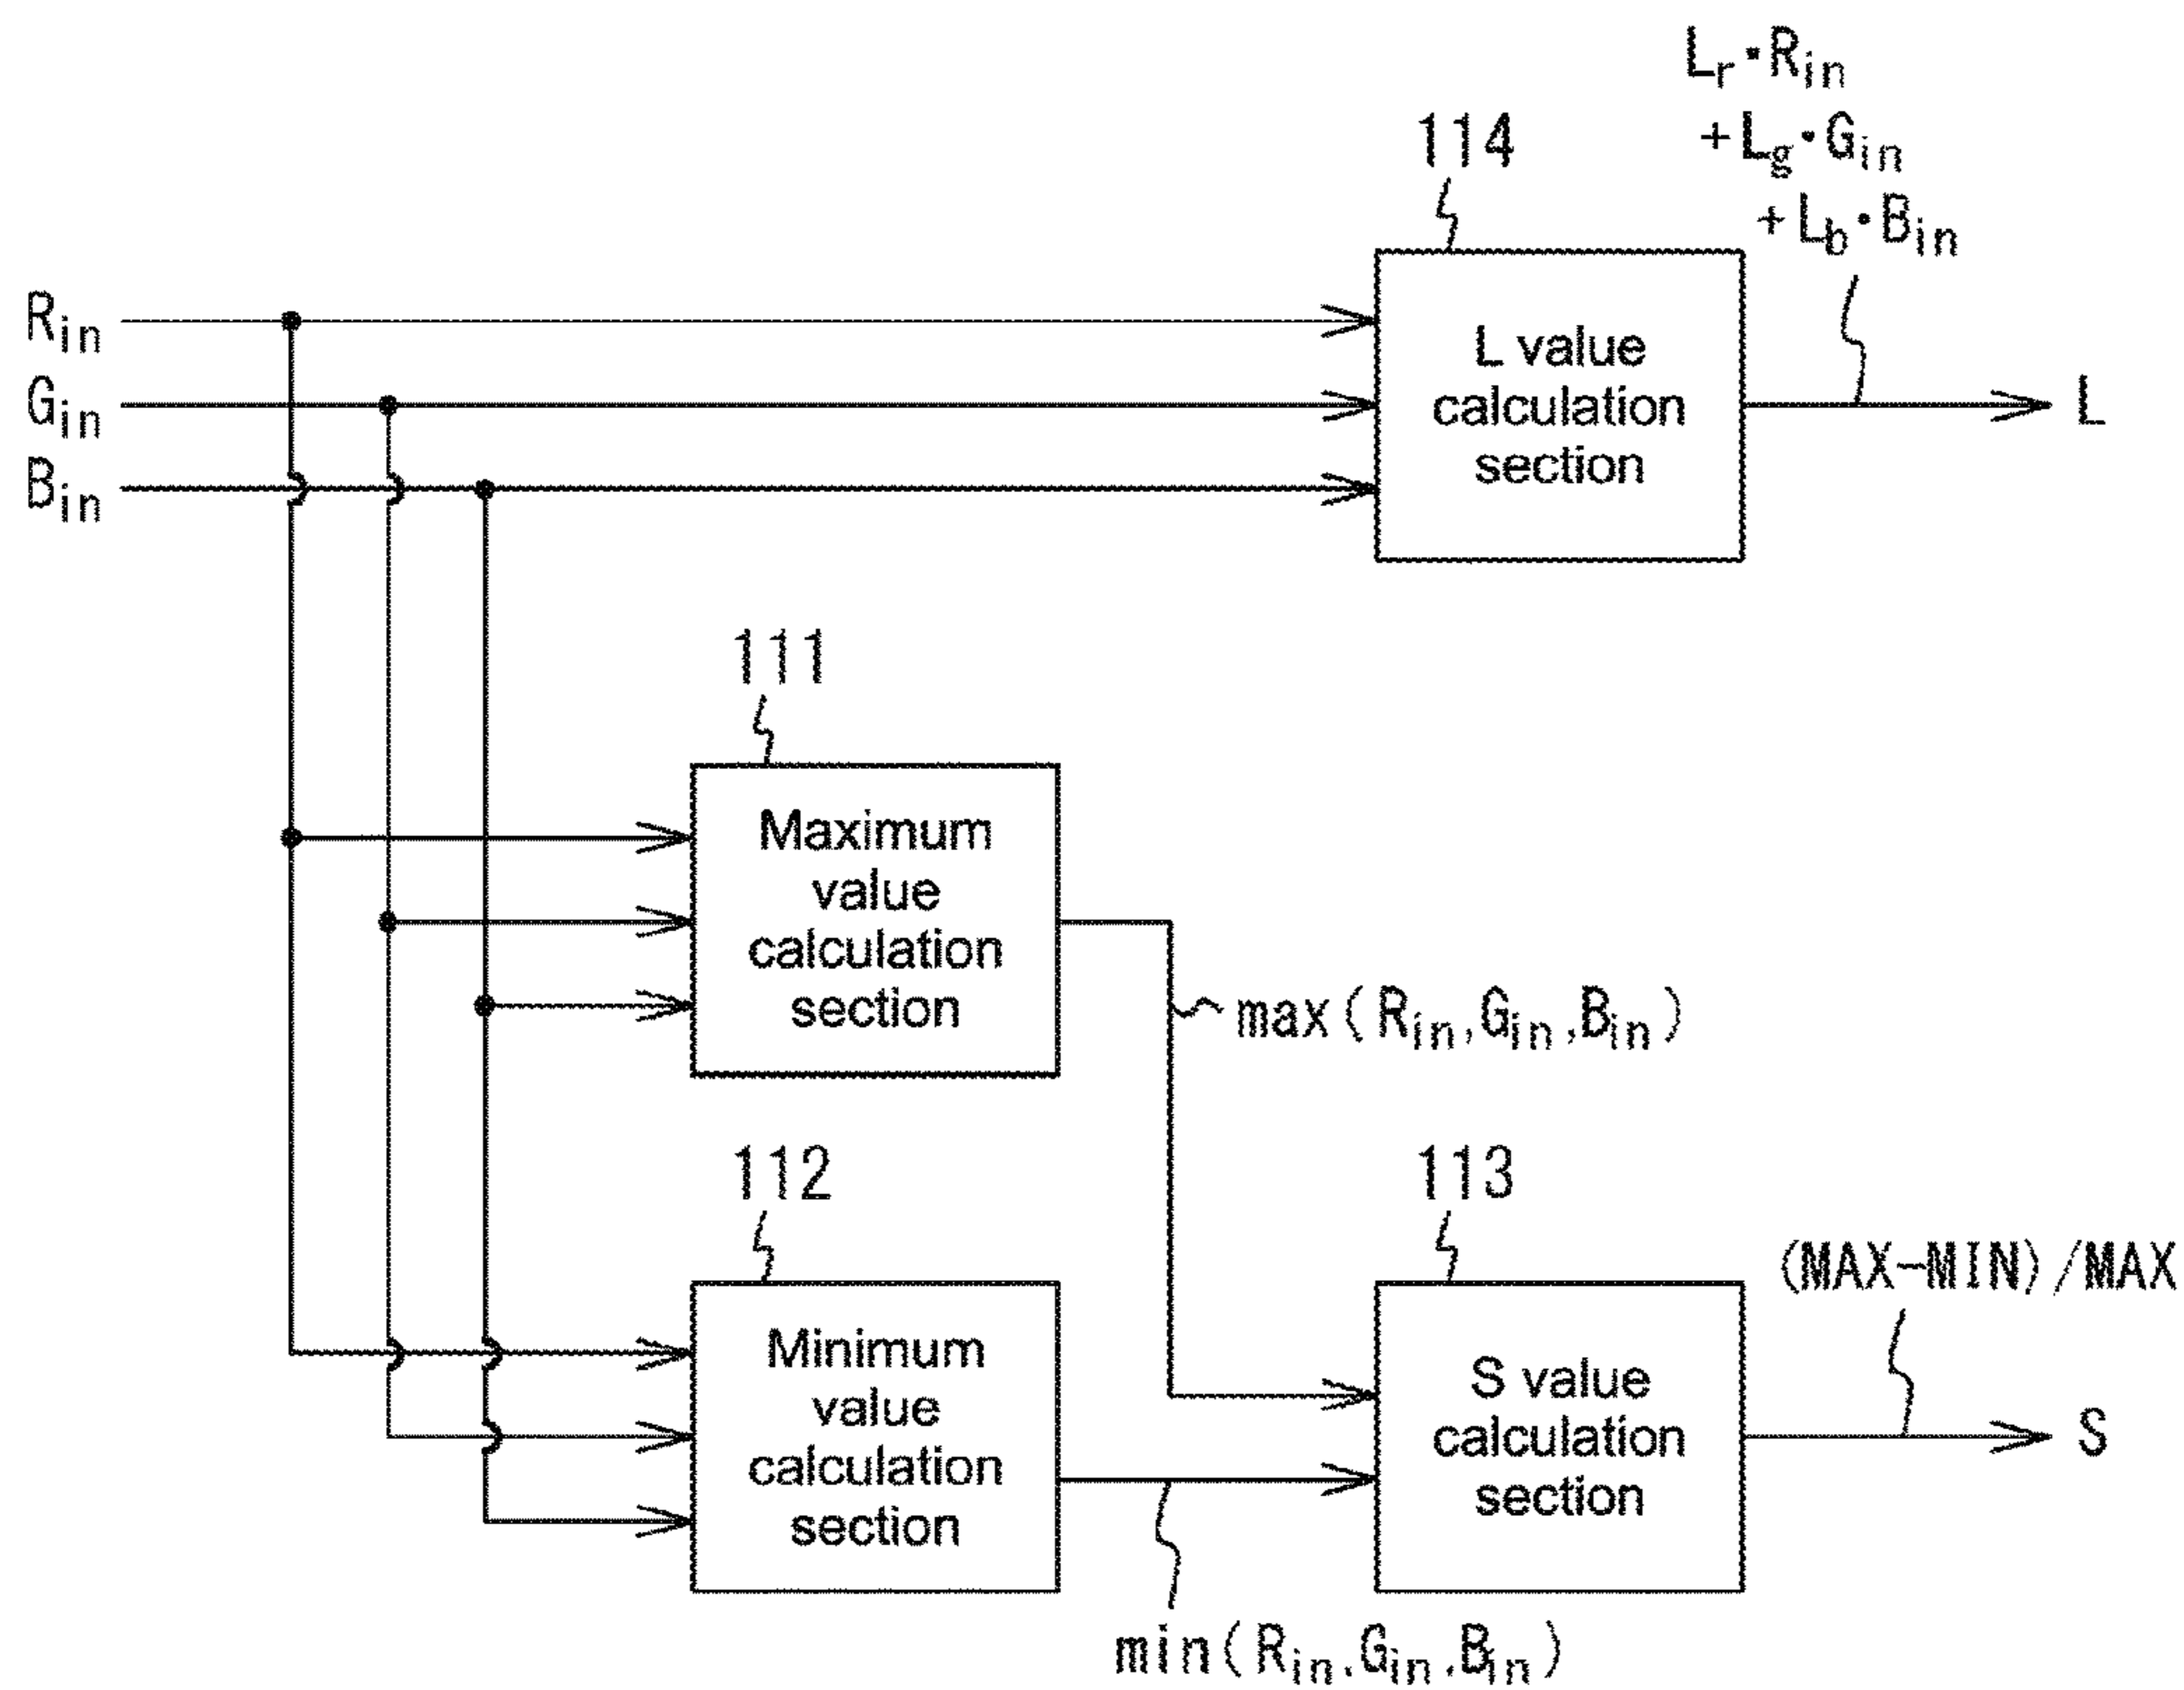 Lr・Rin
+Lg・Gin
+Lb・Bin
114
Rin
Gin
Bin
L value
calculation
section
L
111
Maximum
value
calculation
section
max(Rin,Gin,Bin)
112
Minimum
value
calculation
section
min(Rin,Gin,Bin)
113
S value
calculation
section
(MAX-MIN)/MAX
S